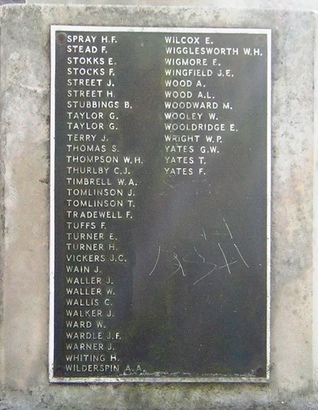 SPRAY H.F.
STEAD F.
STOKKS E.
STOCKS F.
STREET J.
STREET H.
STUBBINGS B.
TAYLOR G.
TAYLOR G.
TERRY J.
THOMAS S.
THOMPSON W.H.
THURLBY C.J.
TIMBRELL W.A.
TOMLINSON J.
TOMLINSON T.
TRADEWELL F.
TUFFS F.
TURNER E.
TURNER H.
VICKERS J.C.
WAIN J.
WALLER J.
WALLER W.
WALLIS C.
WALKER J.
WARD W.
WARDLE J.F.
WARNER J.
WHITING H.
WILDERSPIN A.A.
WILCOX E.
WIGGLESWORTH W.H.
WIGMORE E.
WINGFIELD J.E.
WOOD A.
WOOD A.L.
WOODWARD M.
WOOLEY W.
WOOLDRIDGE E.
WRIGHT W.P.
YATES G.W.
YATES T.
YATES F.